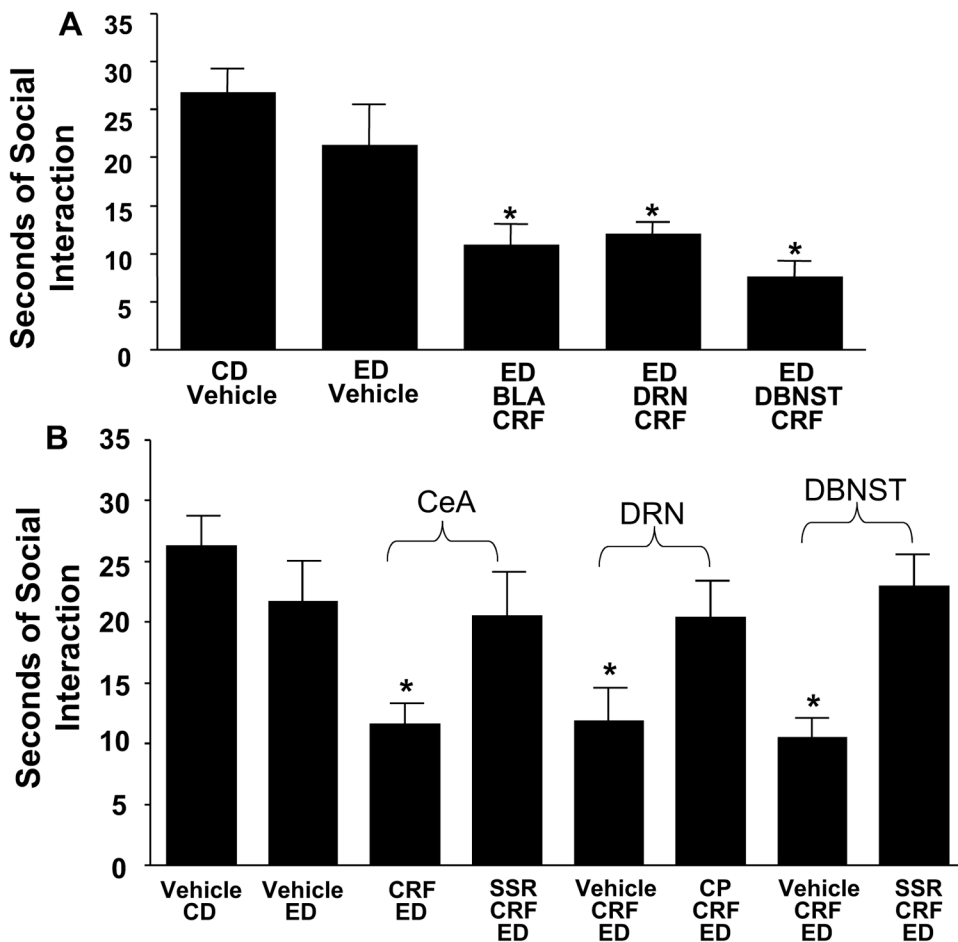 A
Seconds of Social
Interaction
35
30
25
20
15
10
5
0
*
*
*
CD
Vehicle
ED
Vehicle
ED
BLA
CRF
ED
DRN
CRF
ED
DBNST
CRF
B
Seconds of Social
Interaction
35
30
25
20
15
10
5
0
CeA
DRN
DBNST
*
*
*
Vehicle
CD
Vehicle
ED
CRF
ED
SSR
CRF
ED
Vehicle
CRF
ED
CP
CRF
ED
Vehicle
CRF
ED
SSR
CRF
ED